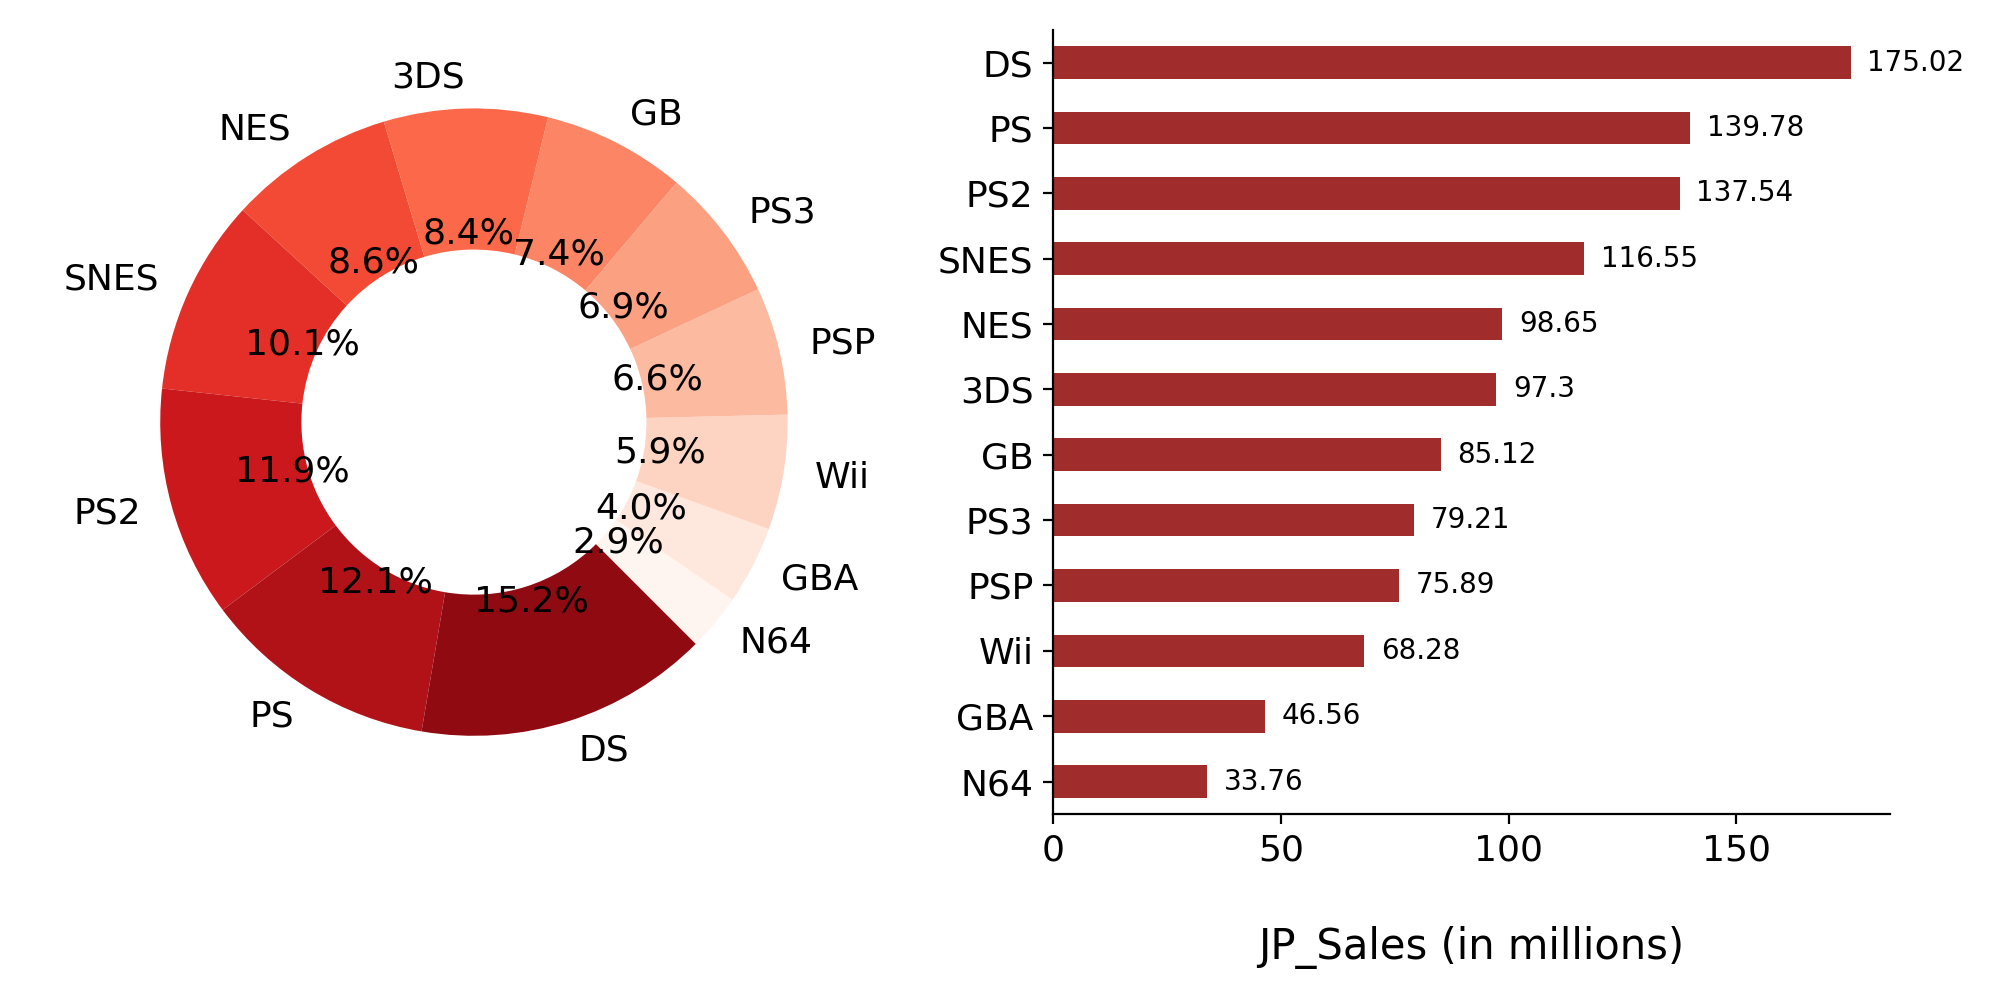 3DS
GB
NES
PS3
SNES
PSP
Wii
PS2
GBA
N64
PS
DS
8.4%
7.4%
8.6%
6.9%
10.1%
6.6%
5.9%
11.9%
4.0%
2.9%
12.1%
15.2%
DS 175.02
PS 139.78
PS2 137.54
SNES 116.55
NES 98.65
3DS 97.3
GB 85.12
PS3 79.21
PSP 75.89
Wii 68.28
GBA 46.56
N64 33.76
0 50 100 150
JP_Sales (in millions)